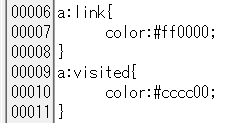 00006 a:link{
00007     color:#ff0000;
00008 }
00009 a:visited{
00010     color:#cccc00;
00011 }